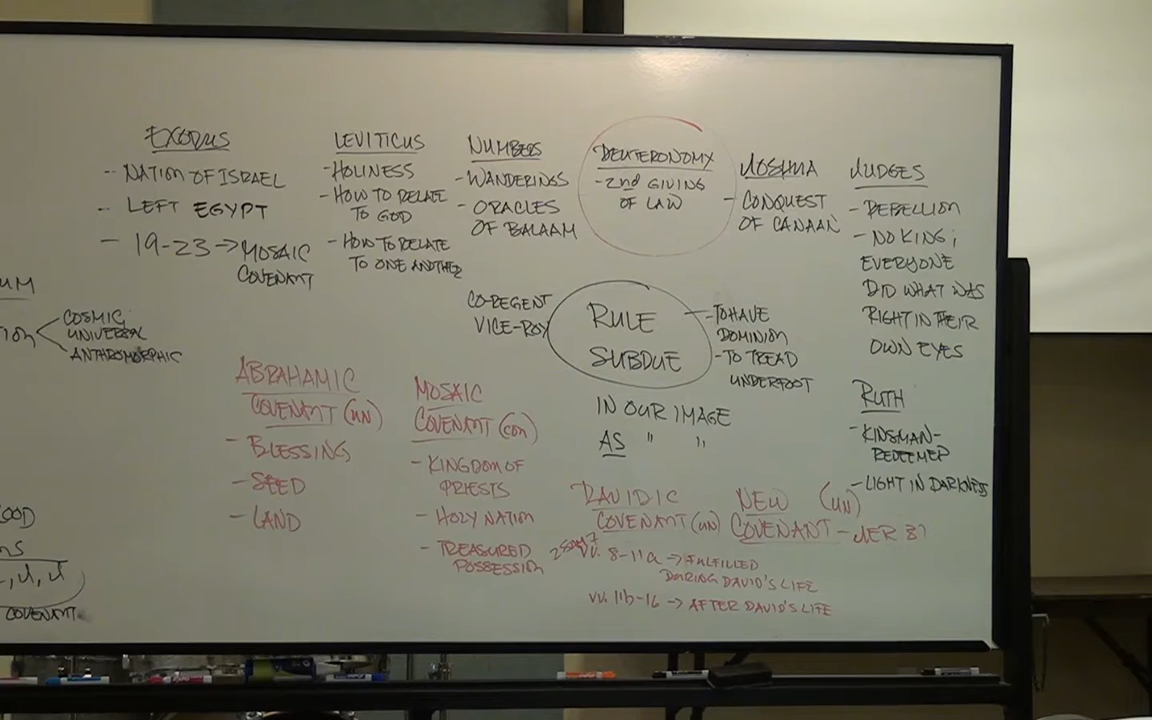 EXODUS
-- NATION OF ISRAEL
-- LEFT EGYPT
- 19-23 -> MOSAIC
COVENANT
LEVITICUS
- HOLINESS
- HOW TO RELATE
TO GOD
- HOW TO RELATE
TO ONE ANOTHER
NUMBERS
- WANDERINGS
- ORACLES
OF BALAAM
DEUTERONOMY
- 2nd GIVING
OF LAW
JOSHUA
- CONQUEST
OF CANAAN
JUDGES
- REBELLION
- NO KING;
EVERYONE
DID WHAT WAS
RIGHT IN THEIR
OWN EYES
RUTH
- KINSMAN-
REDEEMER
- LIGHT IN DARKNESS
COSMIC
UNIVERSAL
ANTHROMORPHIC
CO-REGENT
VICE-ROY
RULE
SUBDUE
- TO HAVE
DOMINION
- TO TREAD
UNDERFOOT
IN OUR IMAGE
AS " "
ABRAHAMIC
COVENANT (UN)
- BLESSING
- SEED
- LAND
MOSAIC
COVENANT (CON)
- KINGDOM OF
PRIESTS
- HOLY NATION
- TREASURED
POSSESSION
DAVIDIC
COVENANT (UN)
2 Sam 7
vv. 8-11a -> FULFILLED
DURING DAVID'S LIFE
vv. 11b-16 -> AFTER DAVID'S LIFE
NEW (UN)
COVENANT - JER 31
COVENANT